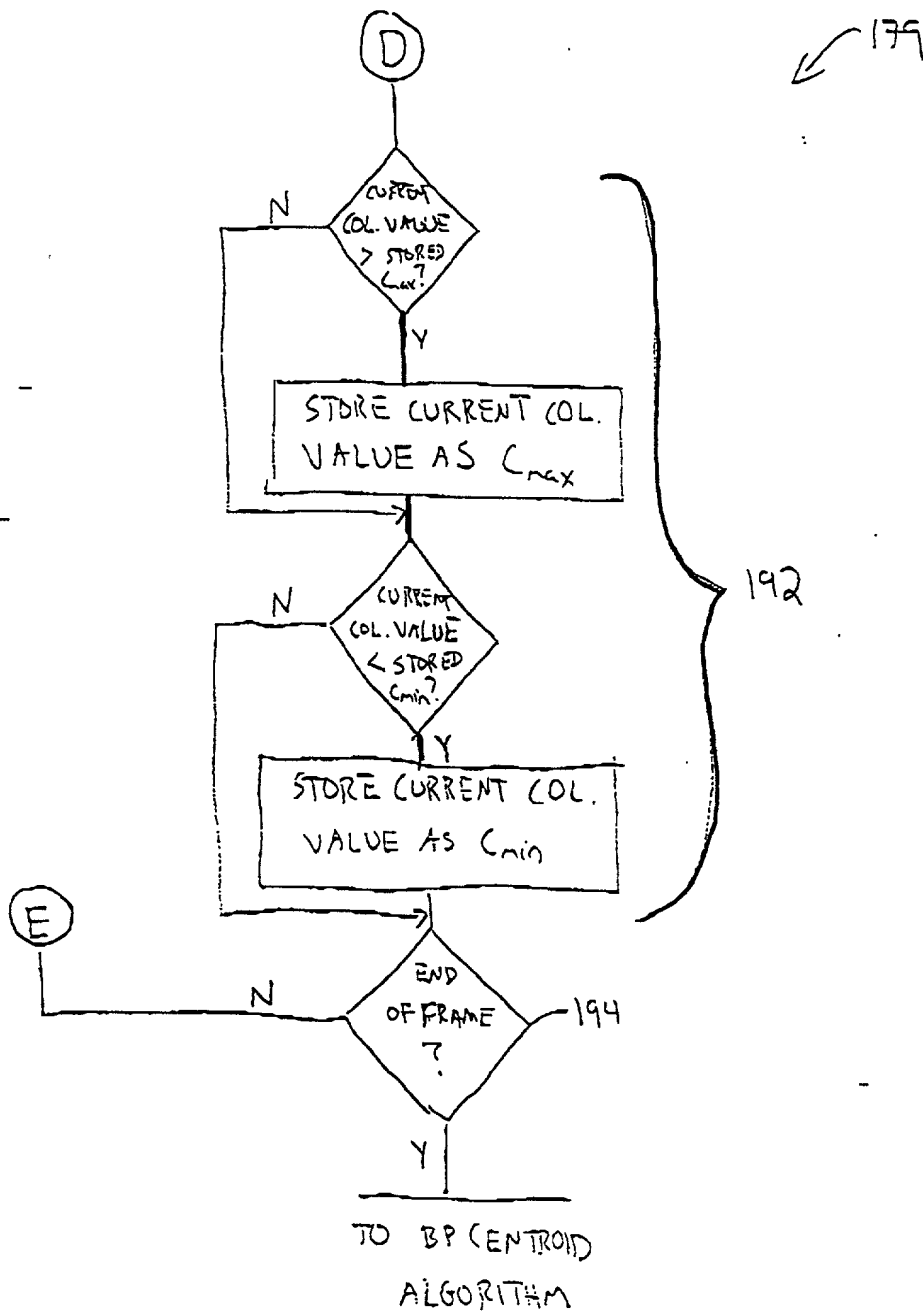 D
179
CURRENT
COL. VALUE
> STORED
Cmax?
N
Y
STORE CURRENT COL.
VALUE AS Cmax
192
CURRENT
COL. VALUE
< STORED
Cmin?
N
Y
STORE CURRENT COL.
VALUE AS Cmin
E
END
OF FRAME
?
N
194
Y
TO BP CENTROID
ALGORITHM